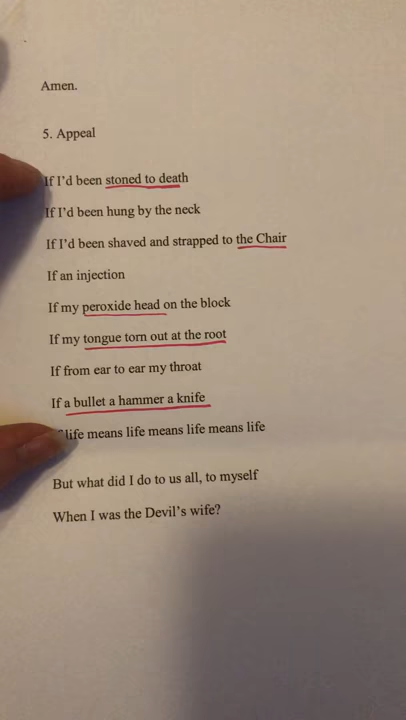 Amen.
5. Appeal
If I'd been stoned to death
If I'd been hung by the neck
If I'd been shaved and strapped to the Chair
If an injection
If my peroxide head on the block
If my tongue torn out at the root
If from ear to ear my throat
If a bullet a hammer a knife
life means life means life means life
But what did I do to us all, to myself
When I was the Devil's wife?